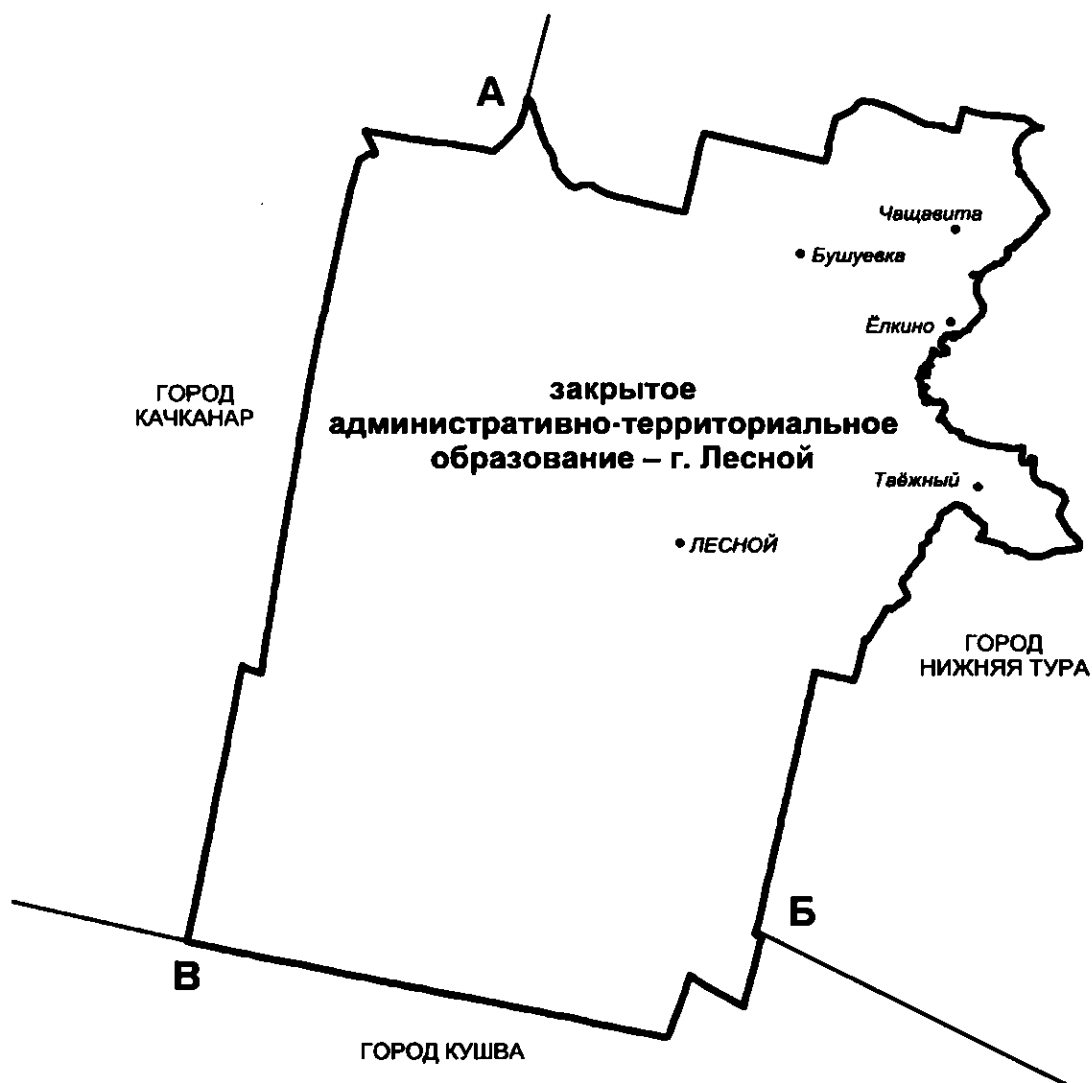 А
Чащавита
Бушуевка
Ёлкино
ГОРОД
КАЧКАНАР
закрытое
административно-территориальное
образование – г. Лесной
Таёжный
ЛЕСНОЙ
ГОРОД
НИЖНЯЯ ТУРА
Б
В
ГОРОД КУШВА